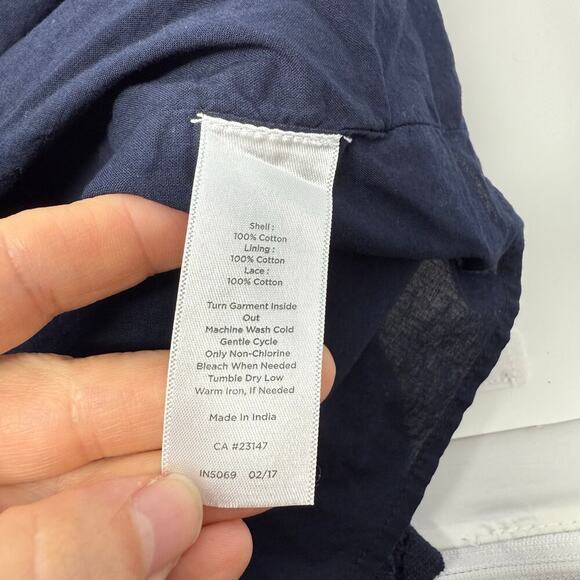 Shell :
100% Cotton
Lining :
100% Cotton
Lace :
100% Cotton
Turn Garment Inside
Out
Machine Wash Cold
Gentle Cycle
Only Non-Chlorine
Bleach When Needed
Tumble Dry Low
Warm Iron, If Needed
Made in India
CA #23147
IN5069 02/17